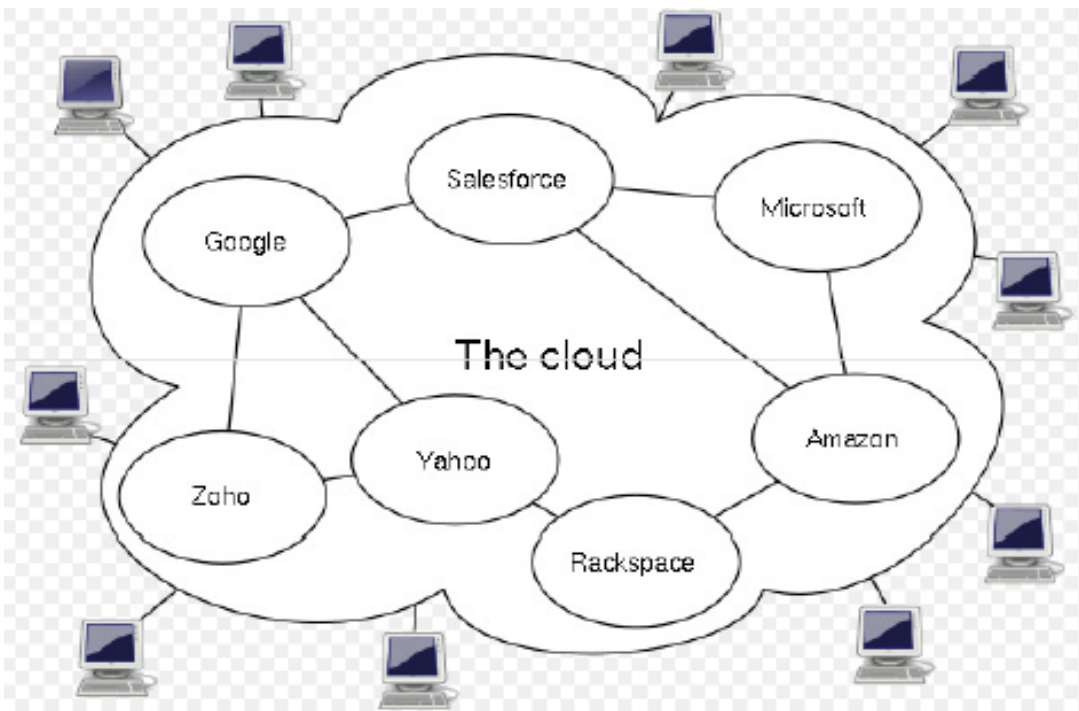 Salesforce
Microsoft
Google
The cloud
Amazon
Yahoo
Zoho
Rackspace